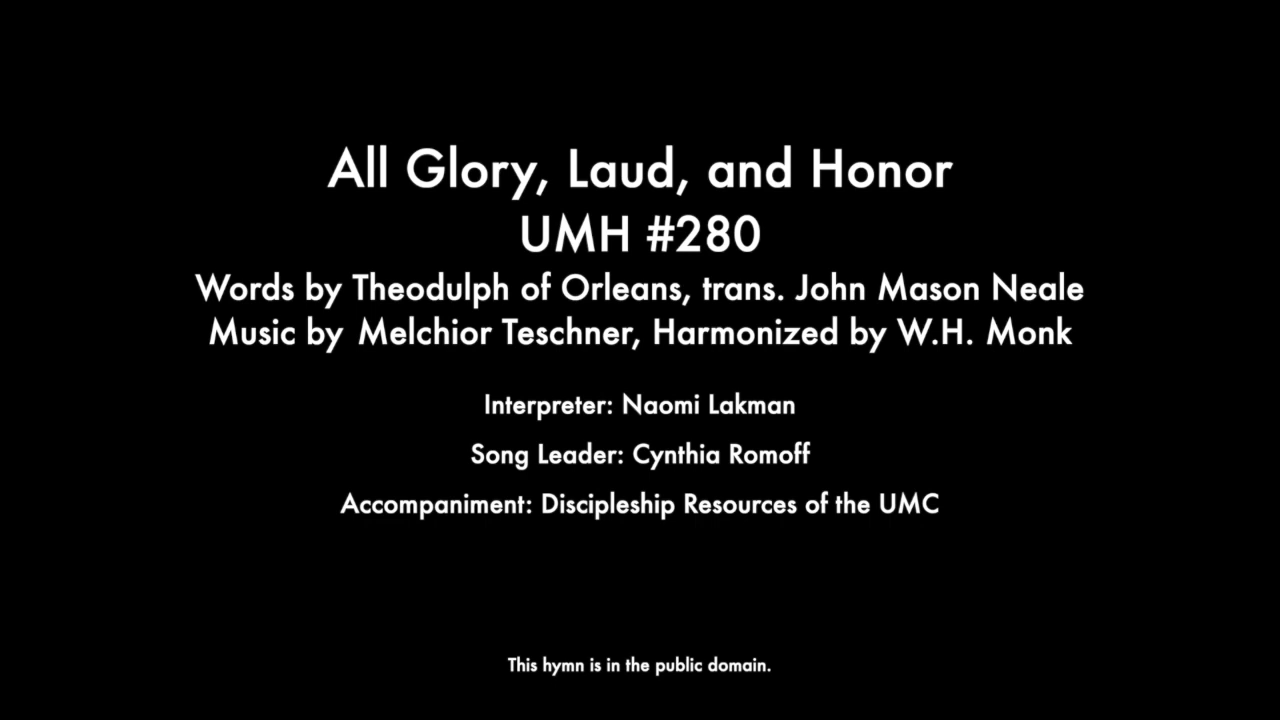 All Glory, Laud, and Honor
UMH #280
Words by Theodulph of Orleans, trans. John Mason Neale
Music by Melchior Teschner, Harmonized by W.H. Monk
Interpreter: Naomi Lakman
Song Leader: Cynthia Romoff
Accompaniment: Discipleship Resources of the UMC
This hymn is in the public domain.